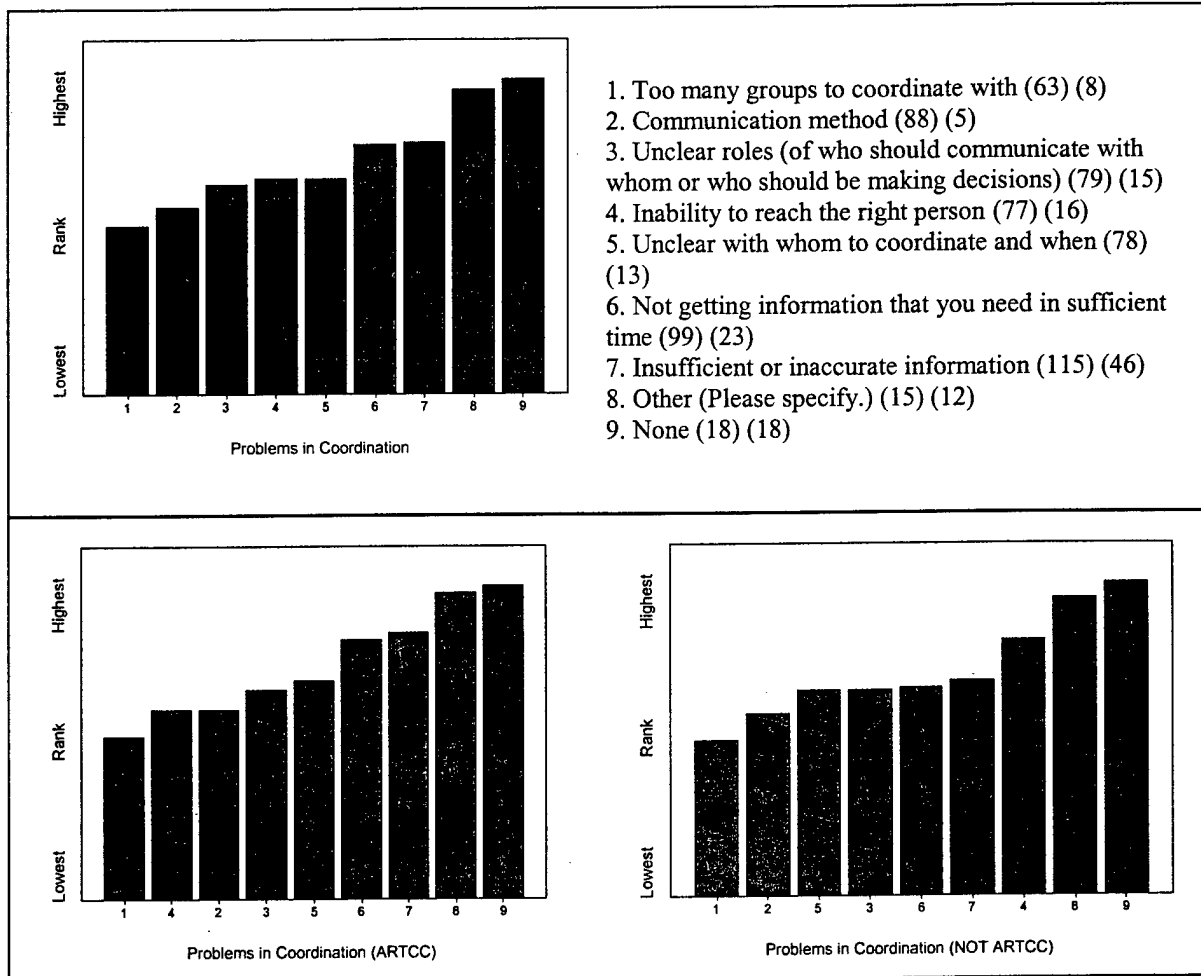 Highest
Rank
Lowest
1 2 3 4 5 6 7 8 9
Problems in Coordination
1. Too many groups to coordinate with (63) (8)
2. Communication method (88) (5)
3. Unclear roles (of who should communicate with
whom or who should be making decisions) (79) (15)
4. Inability to reach the right person (77) (16)
5. Unclear with whom to coordinate and when (78)
(13)
6. Not getting information that you need in sufficient
time (99) (23)
7. Insufficient or inaccurate information (115) (46)
8. Other (Please specify.) (15) (12)
9. None (18) (18)
Highest
Rank
Lowest
1 4 2 3 5 6 7 8 9
Problems in Coordination (ARTCC)
Highest
Rank
Lowest
1 2 5 3 6 7 4 8 9
Problems in Coordination (NOT ARTCC)